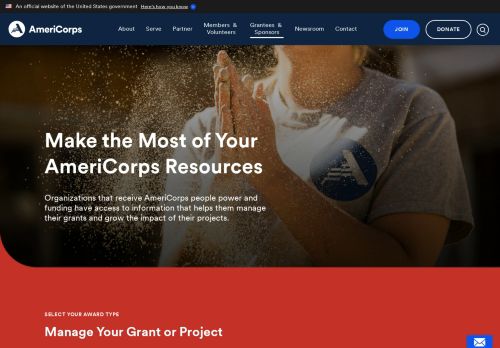 An official website of the United States government Here's how you know
AmeriCorps
About
Serve
Partner
Members & Volunteers
Grantees & Sponsors
Newsroom
Contact
JOIN
DONATE
Make the Most of Your
AmeriCorps Resources
Organizations that receive AmeriCorps people power and
funding have access to information that helps them manage
their grants and grow the impact of their projects.
SELECT YOUR AWARD TYPE
Manage Your Grant or Project